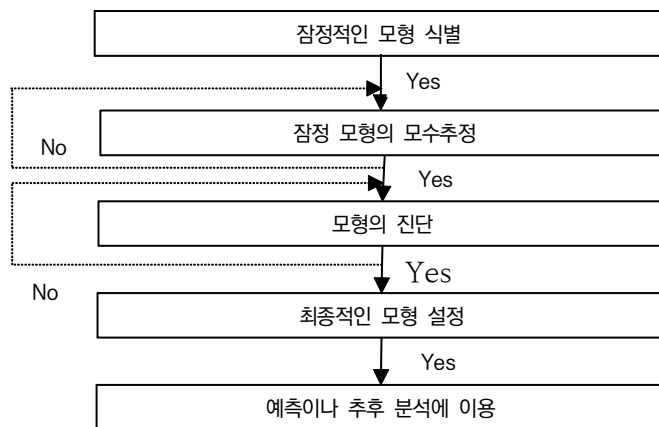 잠정적인 모형 식별
Yes
잠정 모형의 모수추정
No
Yes
모형의 진단
Yes
No
최종적인 모형 설정
Yes
예측이나 추후 분석에 이용